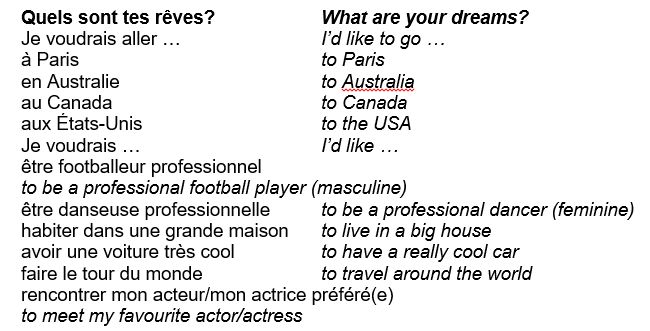 Quels sont tes rêves? What are your dreams?
Je voudrais aller … I'd like to go …
à Paris to Paris
en Australie to Australia
au Canada to Canada
aux États-Unis to the USA
Je voudrais … I'd like …
être footballeur professionnel
to be a professional football player (masculine)
être danseuse professionnelle to be a professional dancer (feminine)
habiter dans une grande maison to live in a big house
avoir une voiture très cool to have a really cool car
faire le tour du monde to travel around the world
rencontrer mon acteur/mon actrice préféré(e)
to meet my favourite actor/actress